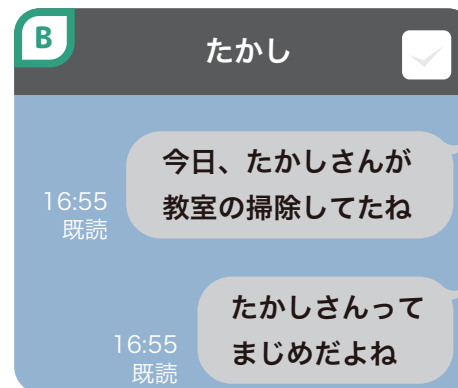 B
たかし
今日、たかしさんが
教室の掃除してたね
16:55
既読
たかしさんって
まじめだよね
16:55
既読